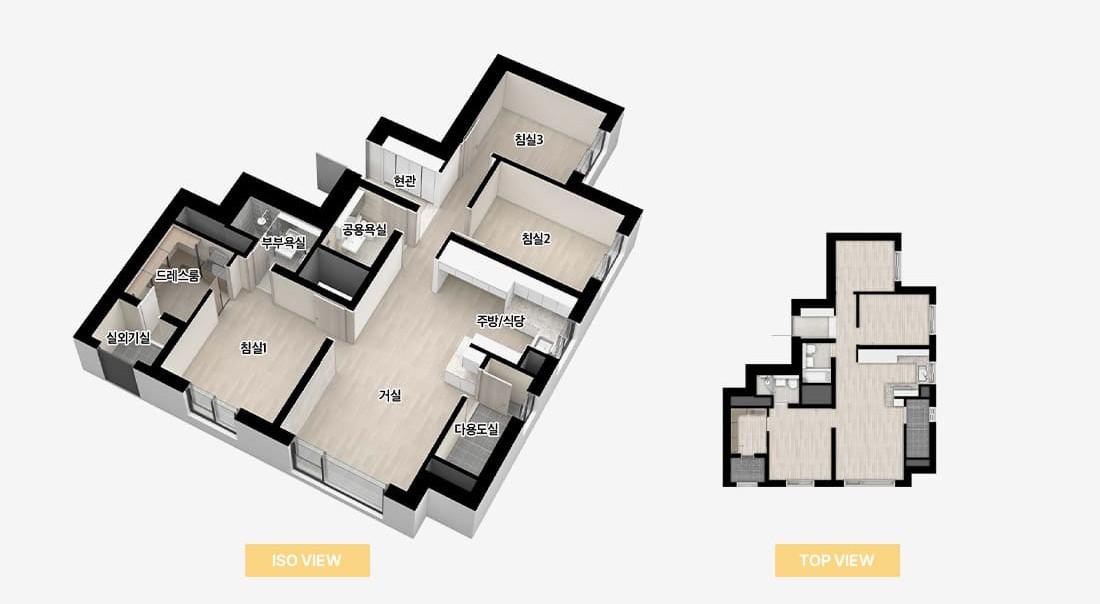 침실3
현관
공용욕실
침실2
부부욕실
드레스룸
주방/식당
실외기실
침실1
거실
다용도실
ISO VIEW
TOP VIEW